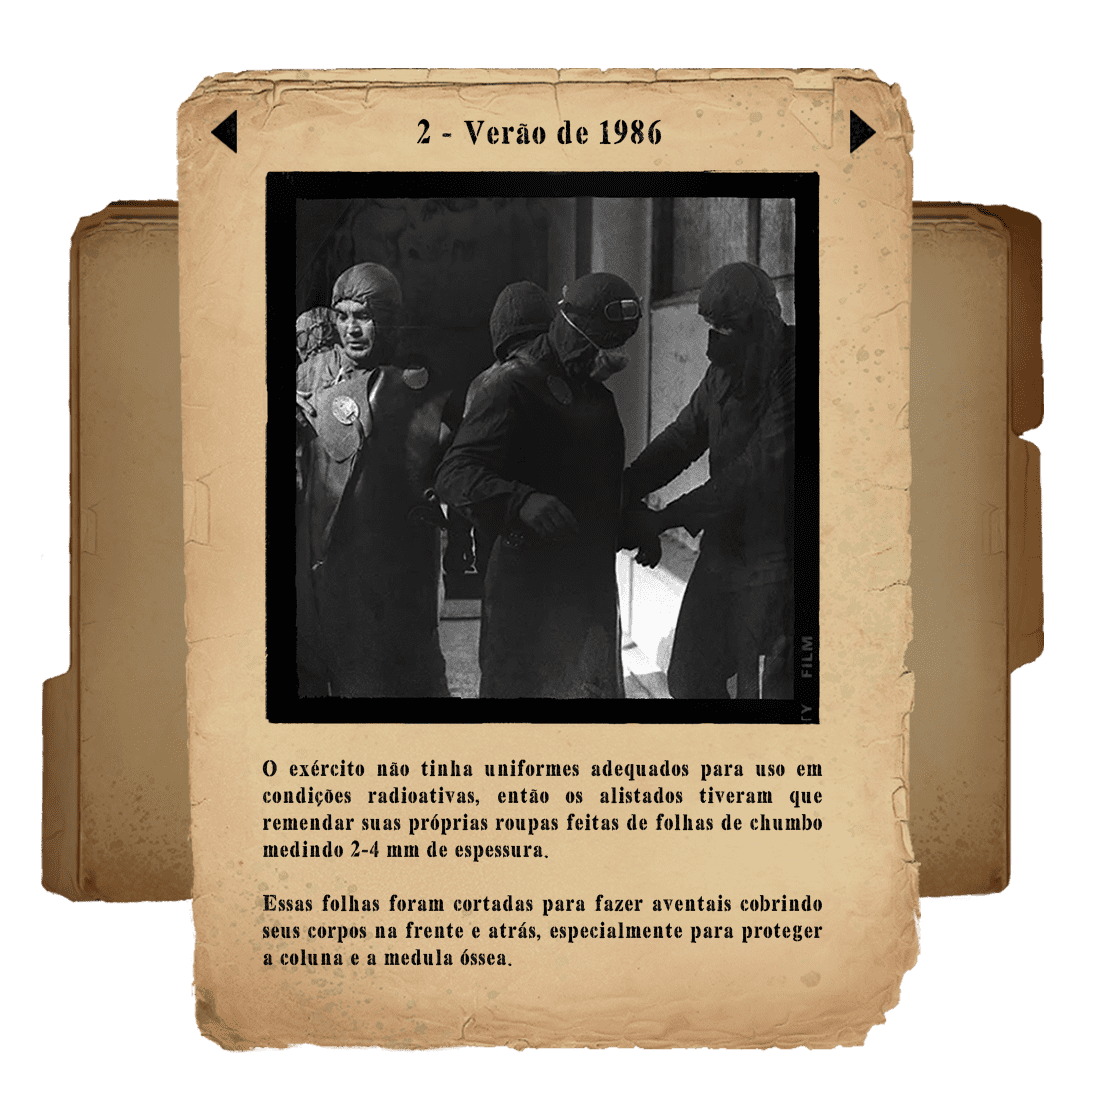 2 - Verão de 1986
TY FILM
O exército não tinha uniformes adequados para uso em
condições radioativas, então os alistados tiveram que
remendar suas próprias roupas feitas de folhas de chumbo
medindo 2-4 mm de espessura.
Essas folhas foram cortadas para fazer aventais cobrindo
seus corpos na frente e atrás, especialmente para proteger
a coluna e a medula óssea.